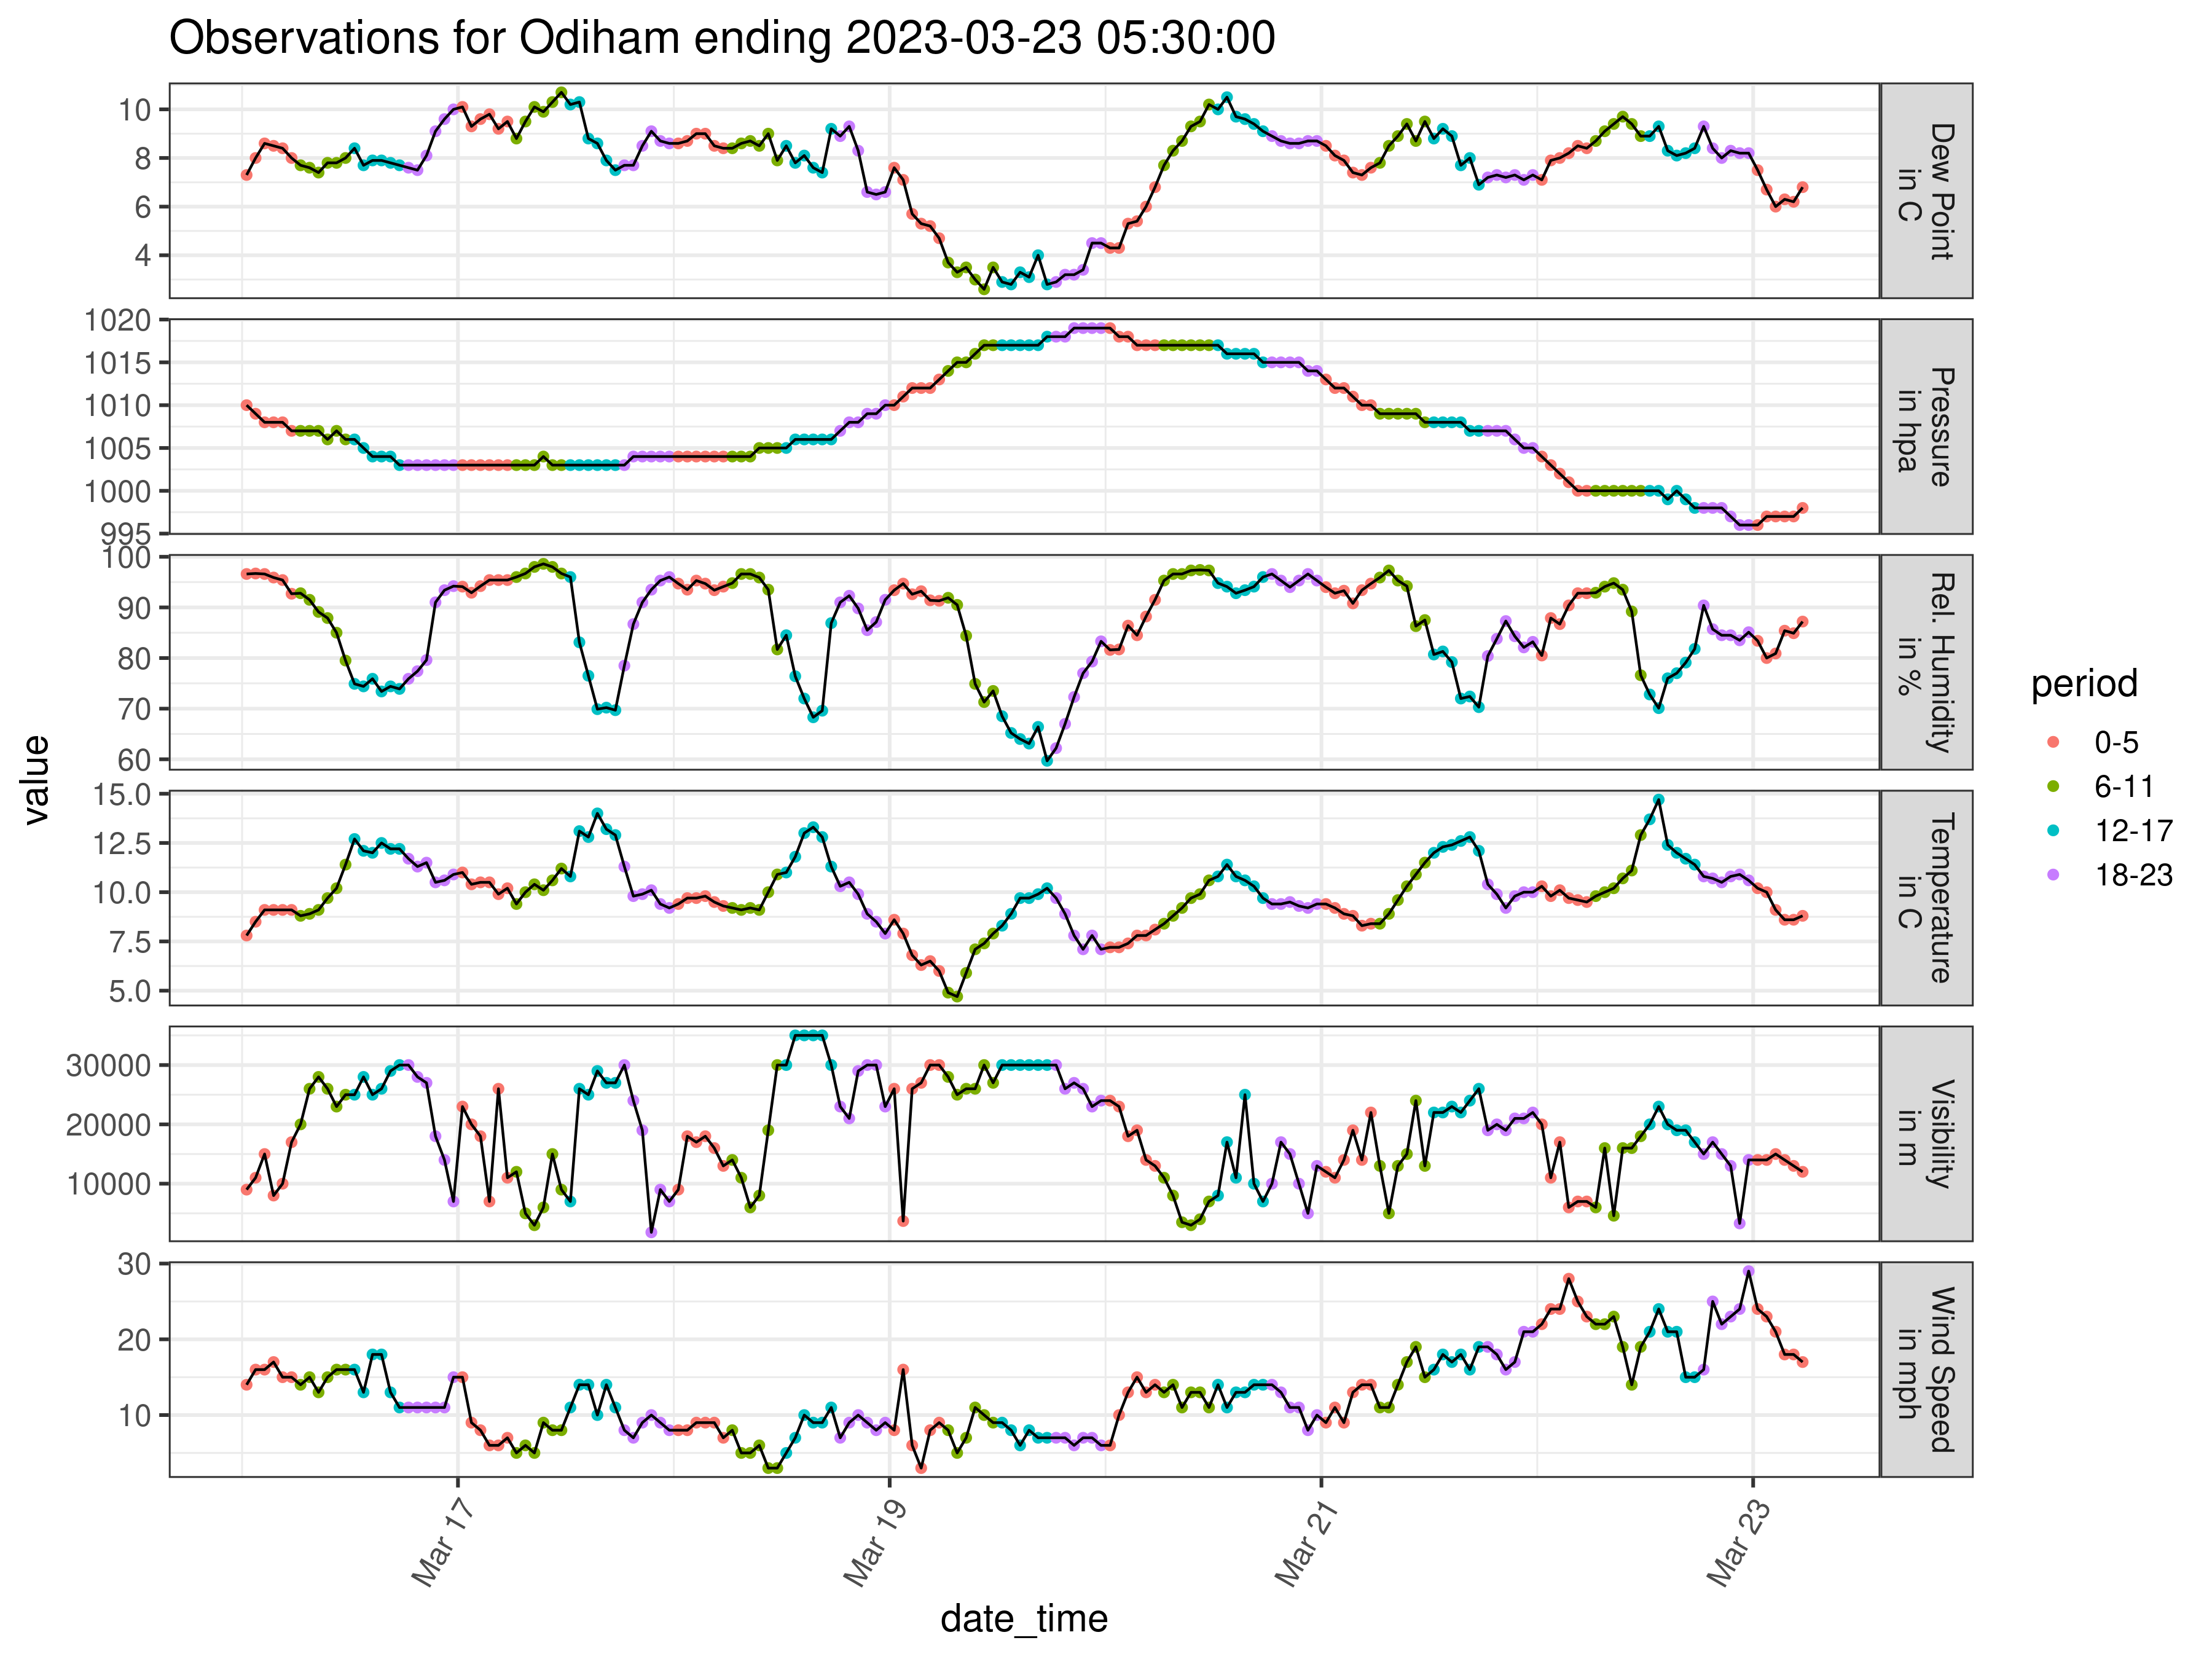 Observations for Odiham ending 2023-03-23 05:30:00
value
10
8
6
4
Dew Point
in C
1020
1015
1010
1005
1000
995
Pressure
in hpa
100
90
80
70
60
Rel. Humidity
in %
15.0
12.5
10.0
7.5
5.0
Temperature
in C
30000
20000
10000
Visibility
in m
30
20
10
Wind Speed
in mph
Mar 17
Mar 19
Mar 21
Mar 23
date_time
period
0-5
6-11
12-17
18-23